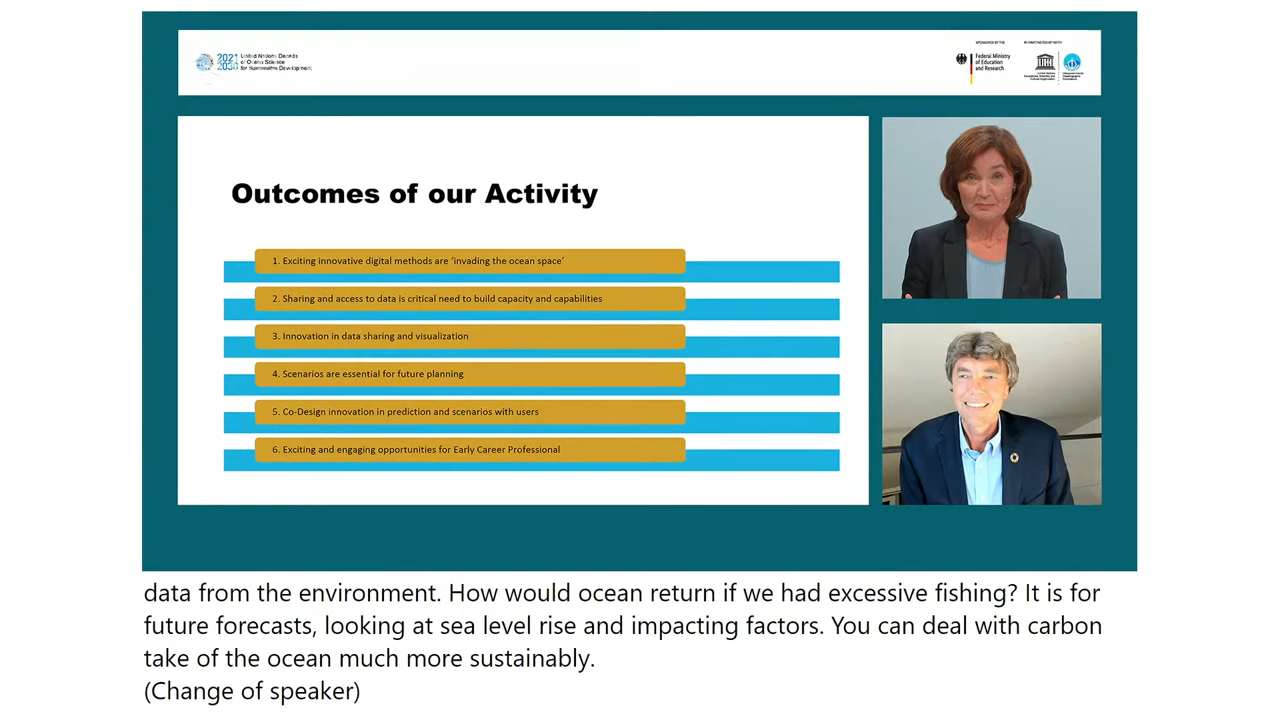 2021
2030
United Nations Decade
of Ocean Science
for Sustainable Development
SPONSORED BY THE
Federal Ministry
of Education
and Research
IN PARTNERSHIP WITH
Outcomes of our Activity
1. Exciting innovative digital methods are ‘invading the ocean space’
2. Sharing and access to data is critical need to build capacity and capabilities
3. Innovation in data sharing and visualization
4. Scenarios are essential for future planning
5. Co-Design innovation in prediction and scenarios with users
6. Exciting and engaging opportunities for Early Career Professional
data from the environment. How would ocean return if we had excessive fishing? It is for
future forecasts, looking at sea level rise and impacting factors. You can deal with carbon
take of the ocean much more sustainably.
(Change of speaker)